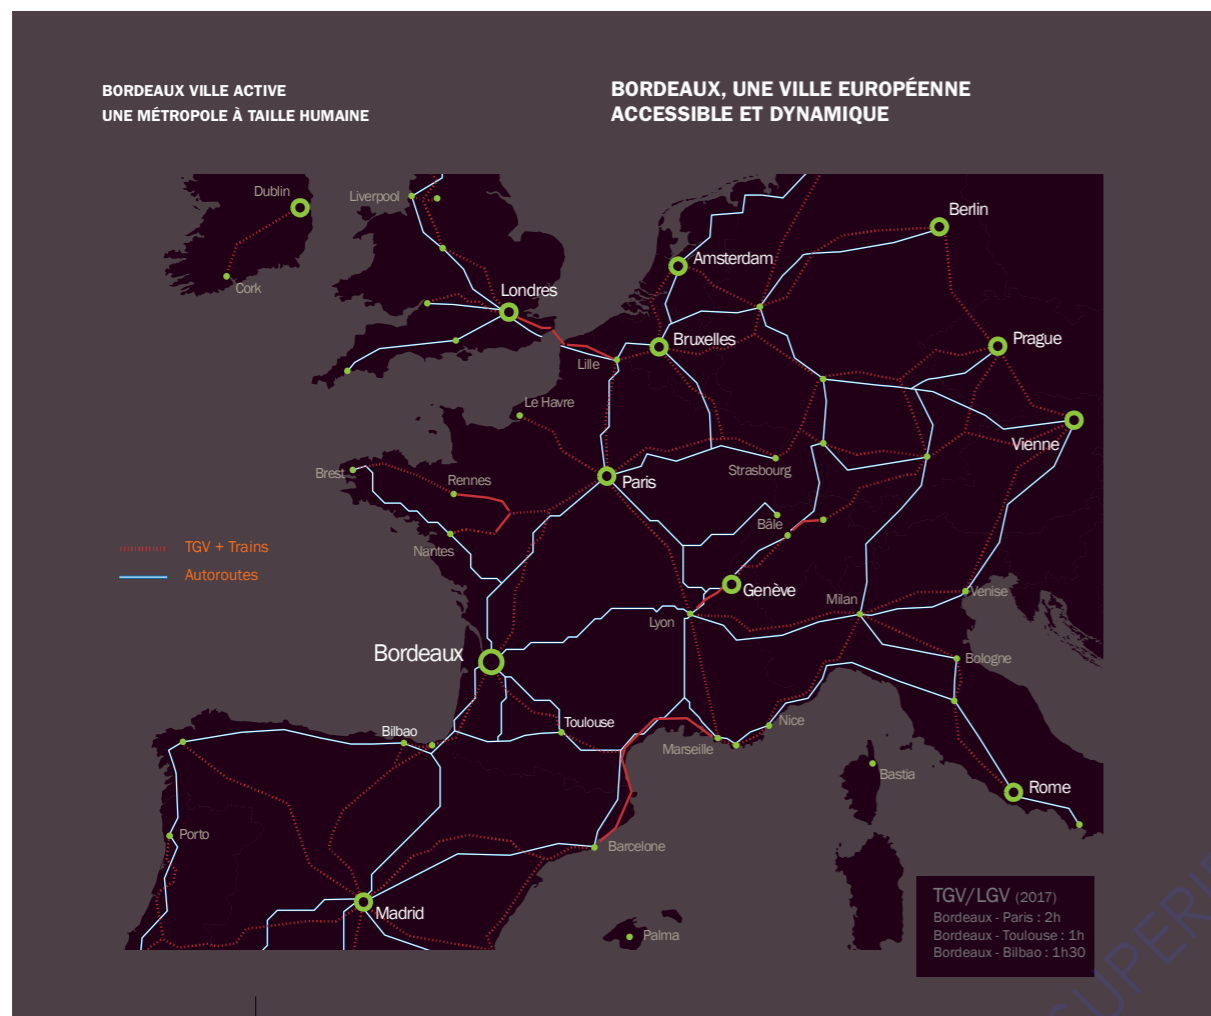 BORDEAUX VILLE ACTIVE
UNE MÉTROPOLE À TAILLE HUMAINE
BORDEAUX, UNE VILLE EUROPÉENNE
ACCESSIBLE ET DYNAMIQUE
Dublin
Liverpool
Berlin
Amsterdam
Cork
Londres
Bruxelles
Prague
Lille
Le Havre
Vienne
Brest
Rennes
Paris
Strasbourg
Bâle
Nantes
TGV + Trains
Autoroutes
Genève
Milan
Venise
Lyon
Bordeaux
Bologne
Toulouse
Nice
Bilbao
Marseille
Bastia
Rome
Porto
Barcelone
Madrid
Palma
TGV/LGV (2017)
Bordeaux - Paris : 2h
Bordeaux - Toulouse : 1h
Bordeaux - Bilbao : 1h30